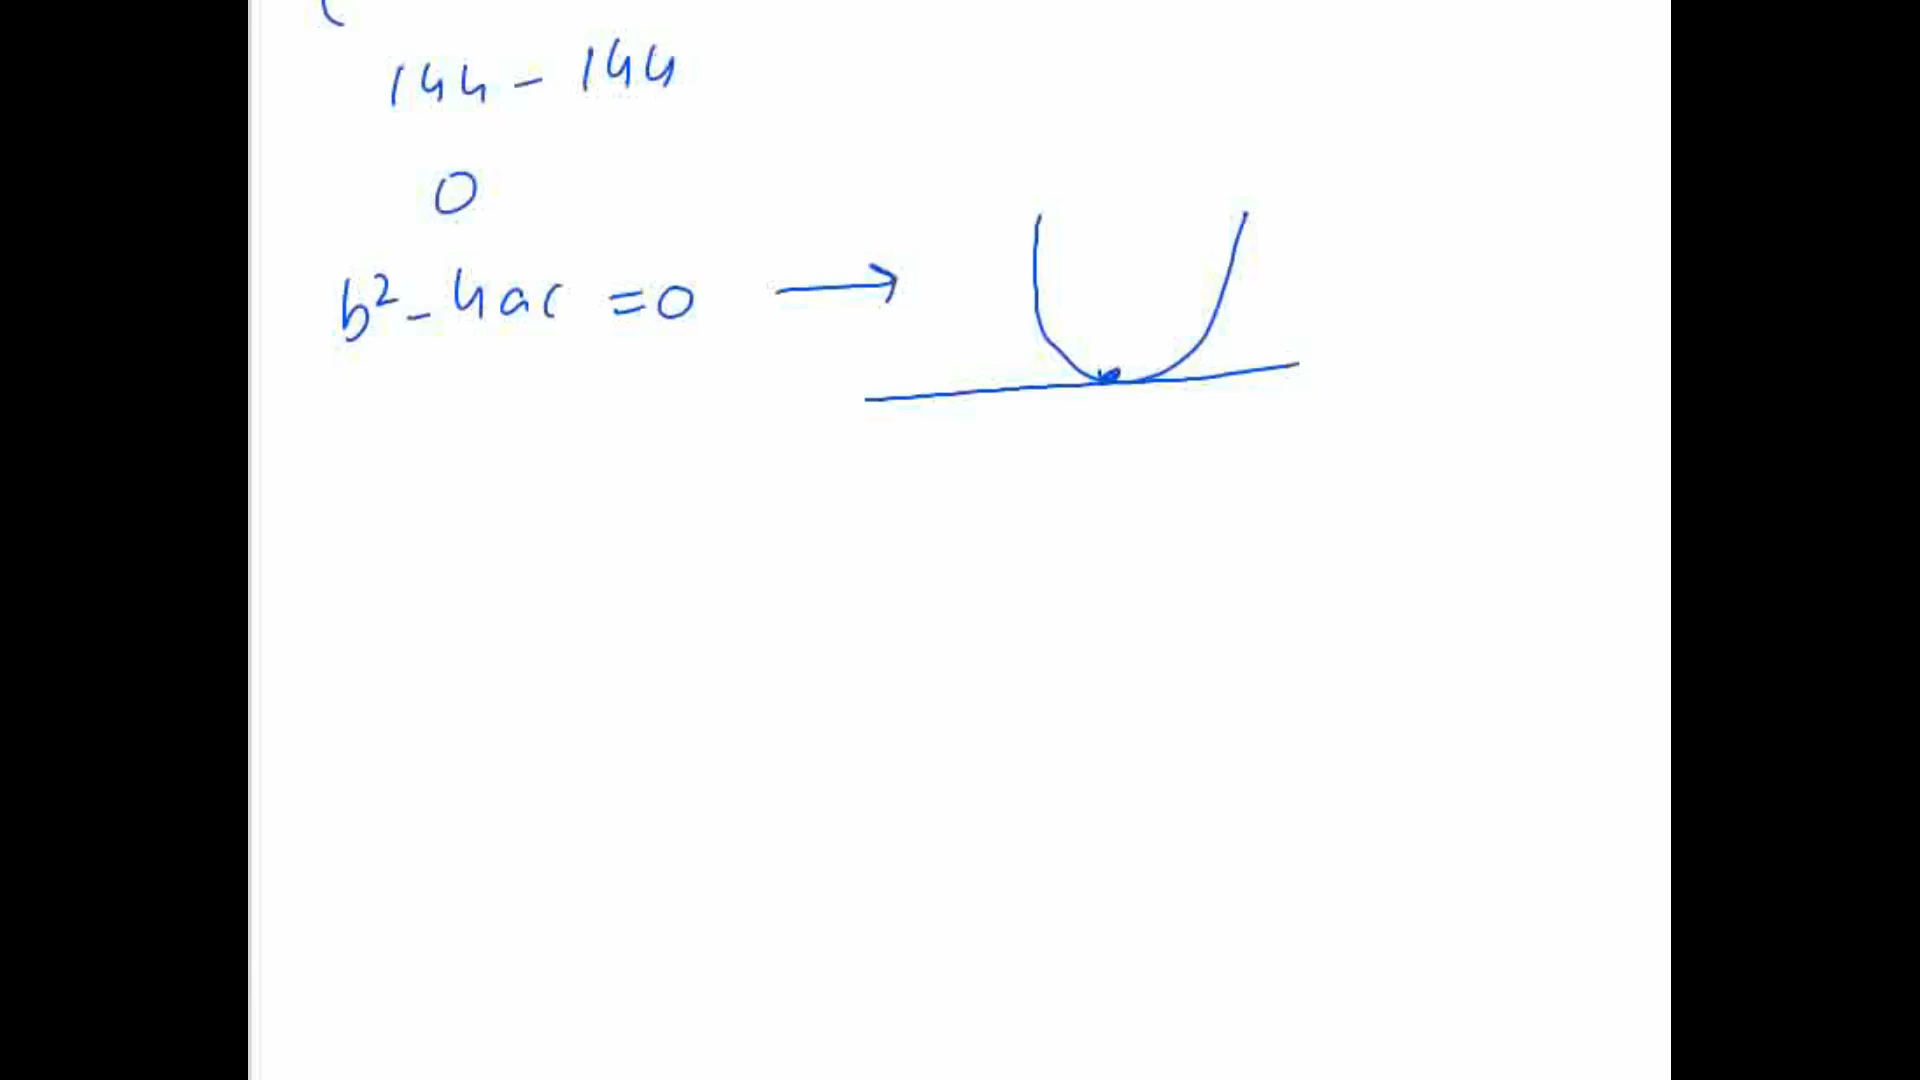 144 - 144
0
b² - 4ac = 0 →